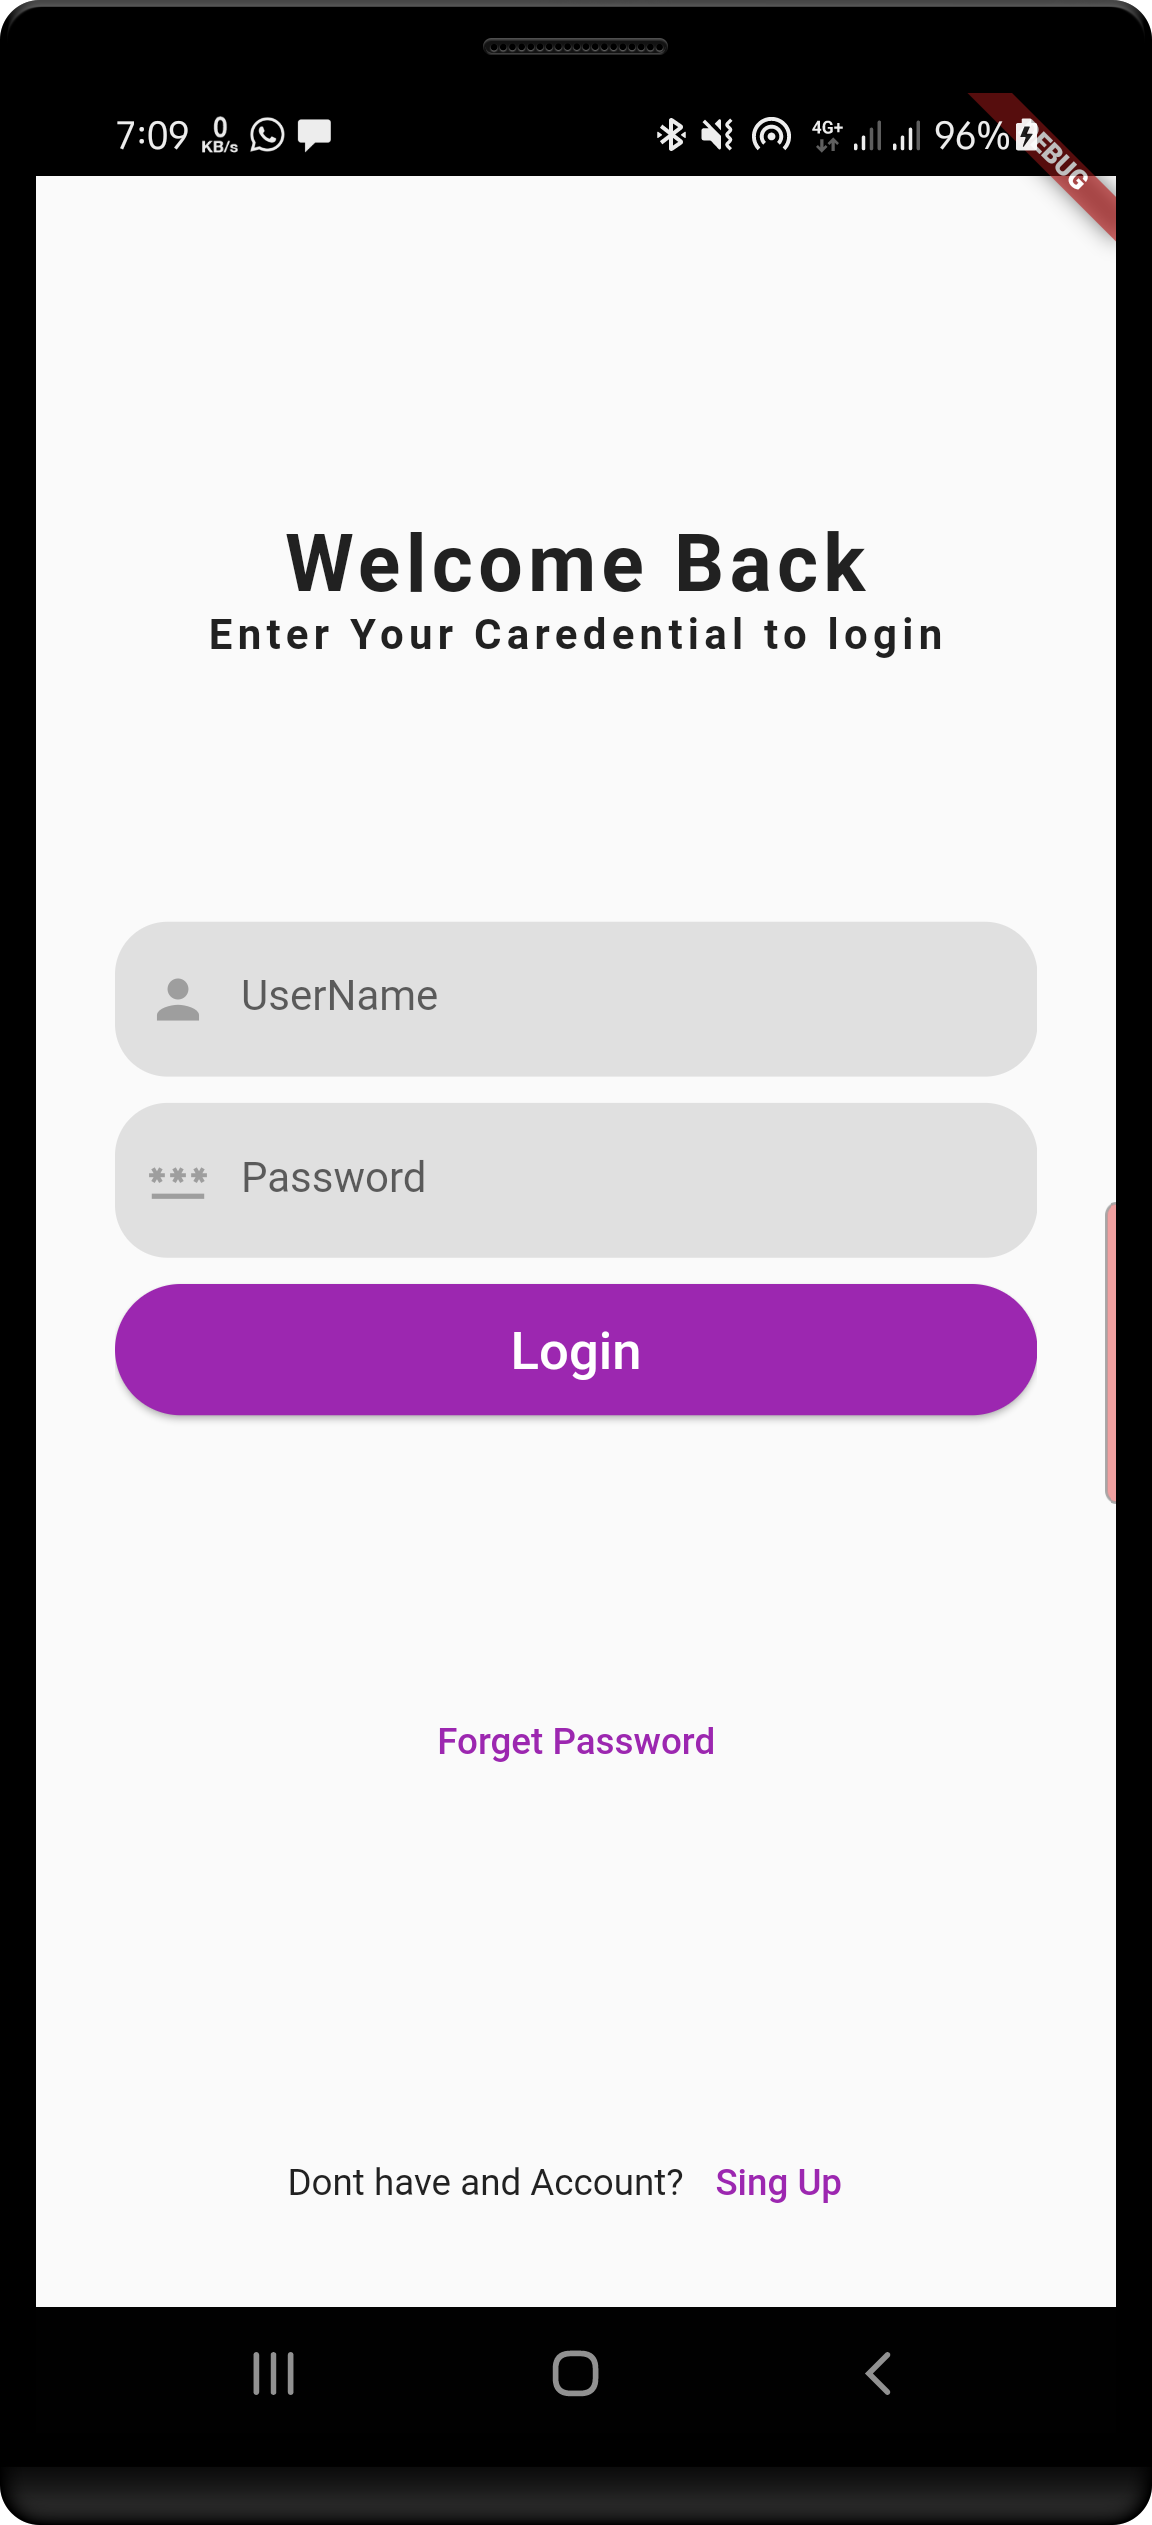 7:09 0 KB/s 4G+ 96%
EBUG
Welcome Back
Enter Your Caredential to login
UserName
Password
Login
Forget Password
Dont have and Account? Sing Up